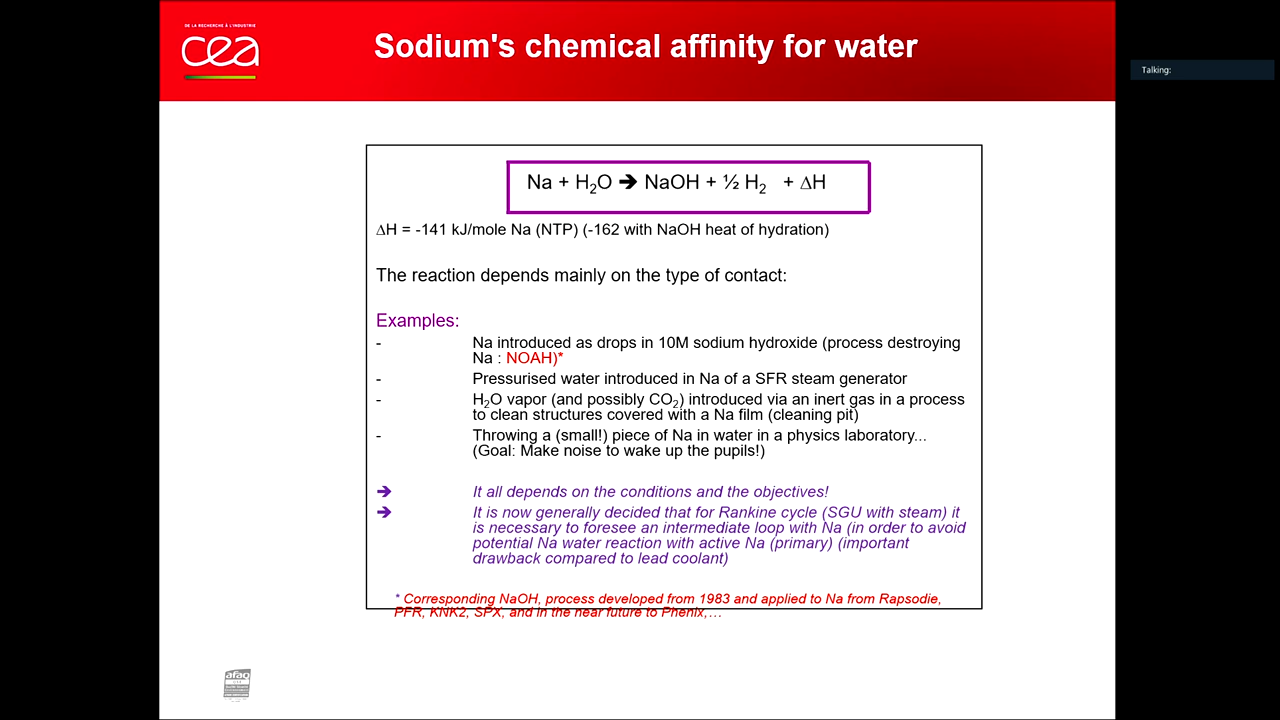 DE LA RECHERCHE À L'INDUSTRIE
cea
Sodium's chemical affinity for water
Talking:
Na + H₂O ➔ NaOH + ½ H₂ + ∆H
∆H = -141 kJ/mole Na (NTP) (-162 with NaOH heat of hydration)
The reaction depends mainly on the type of contact:
Examples:
- Na introduced as drops in 10M sodium hydroxide (process destroying
Na : NOAH)*
- Pressurised water introduced in Na of a SFR steam generator
- H₂O vapor (and possibly CO₂) introduced via an inert gas in a process
to clean structures covered with a Na film (cleaning pit)
- Throwing a (small!) piece of Na in water in a physics laboratory...
(Goal: Make noise to wake up the pupils!)
➔ It all depends on the conditions and the objectives!
➔ It is now generally decided that for Rankine cycle (SGU with steam) it
is necessary to foresee an intermediate loop with Na (in order to avoid
potential Na water reaction with active Na (primary) (important
drawback compared to lead coolant)
* Corresponding NaOH, process developed from 1983 and applied to Na from Rapsodie,
PFR, KNK2, SPX, and in the near future to Phenix,…
afaq